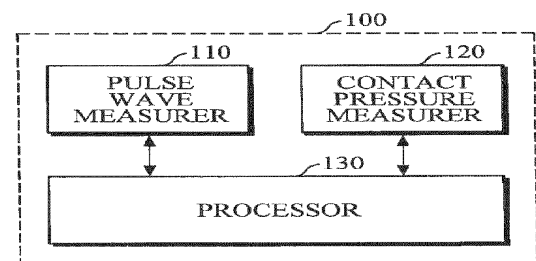 100
110
120
PULSE
WAVE
MEASURER
CONTACT
PRESSURE
MEASURER
130
PROCESSOR